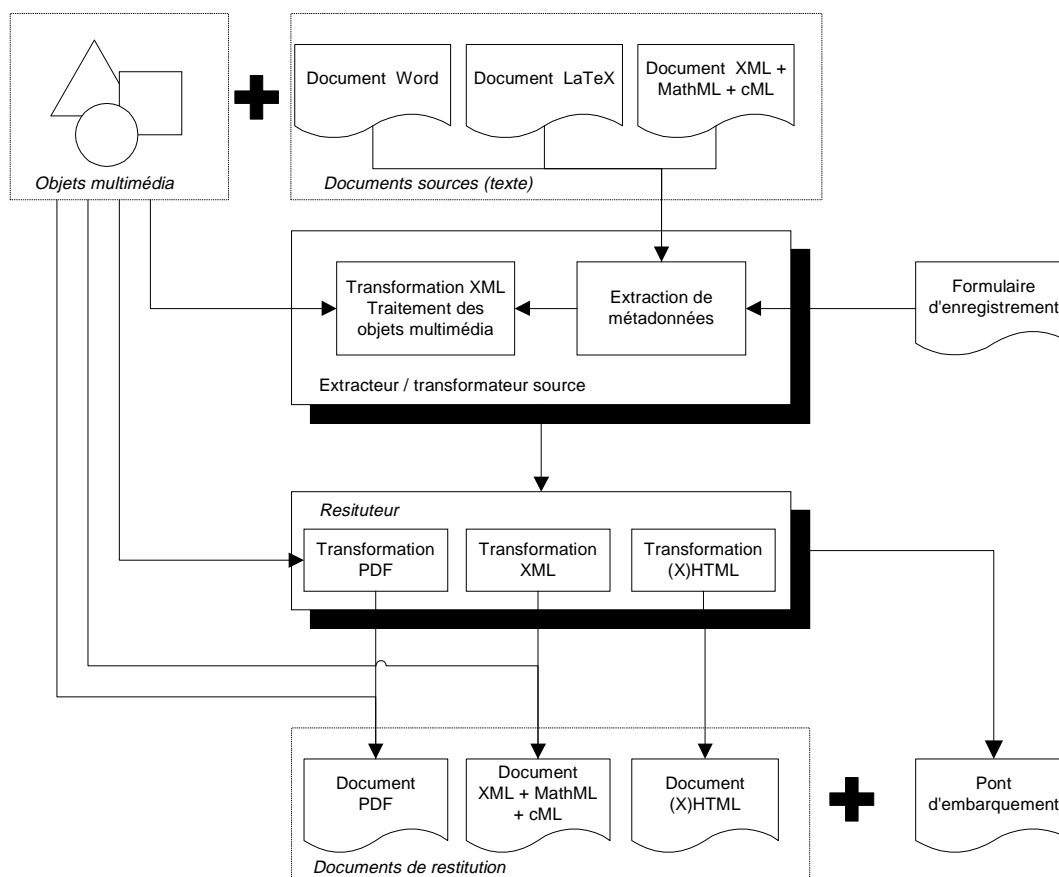 Document Word
Document LaTeX
Document XML +
MathML + cML
Objets multimédia
Documents sources (texte)
Transformation XML
Traitement des
objets multimédia
Extraction de
métadonnées
Formulaire
d'enregistrement
Extracteur / transformateur source
Resituteur
Transformation
PDF
Transformation
XML
Transformation
(X)HTML
Document
PDF
Document
XML + MathML
+ cML
Document
(X)HTML
Pont
d'embarquement
Documents de restitution